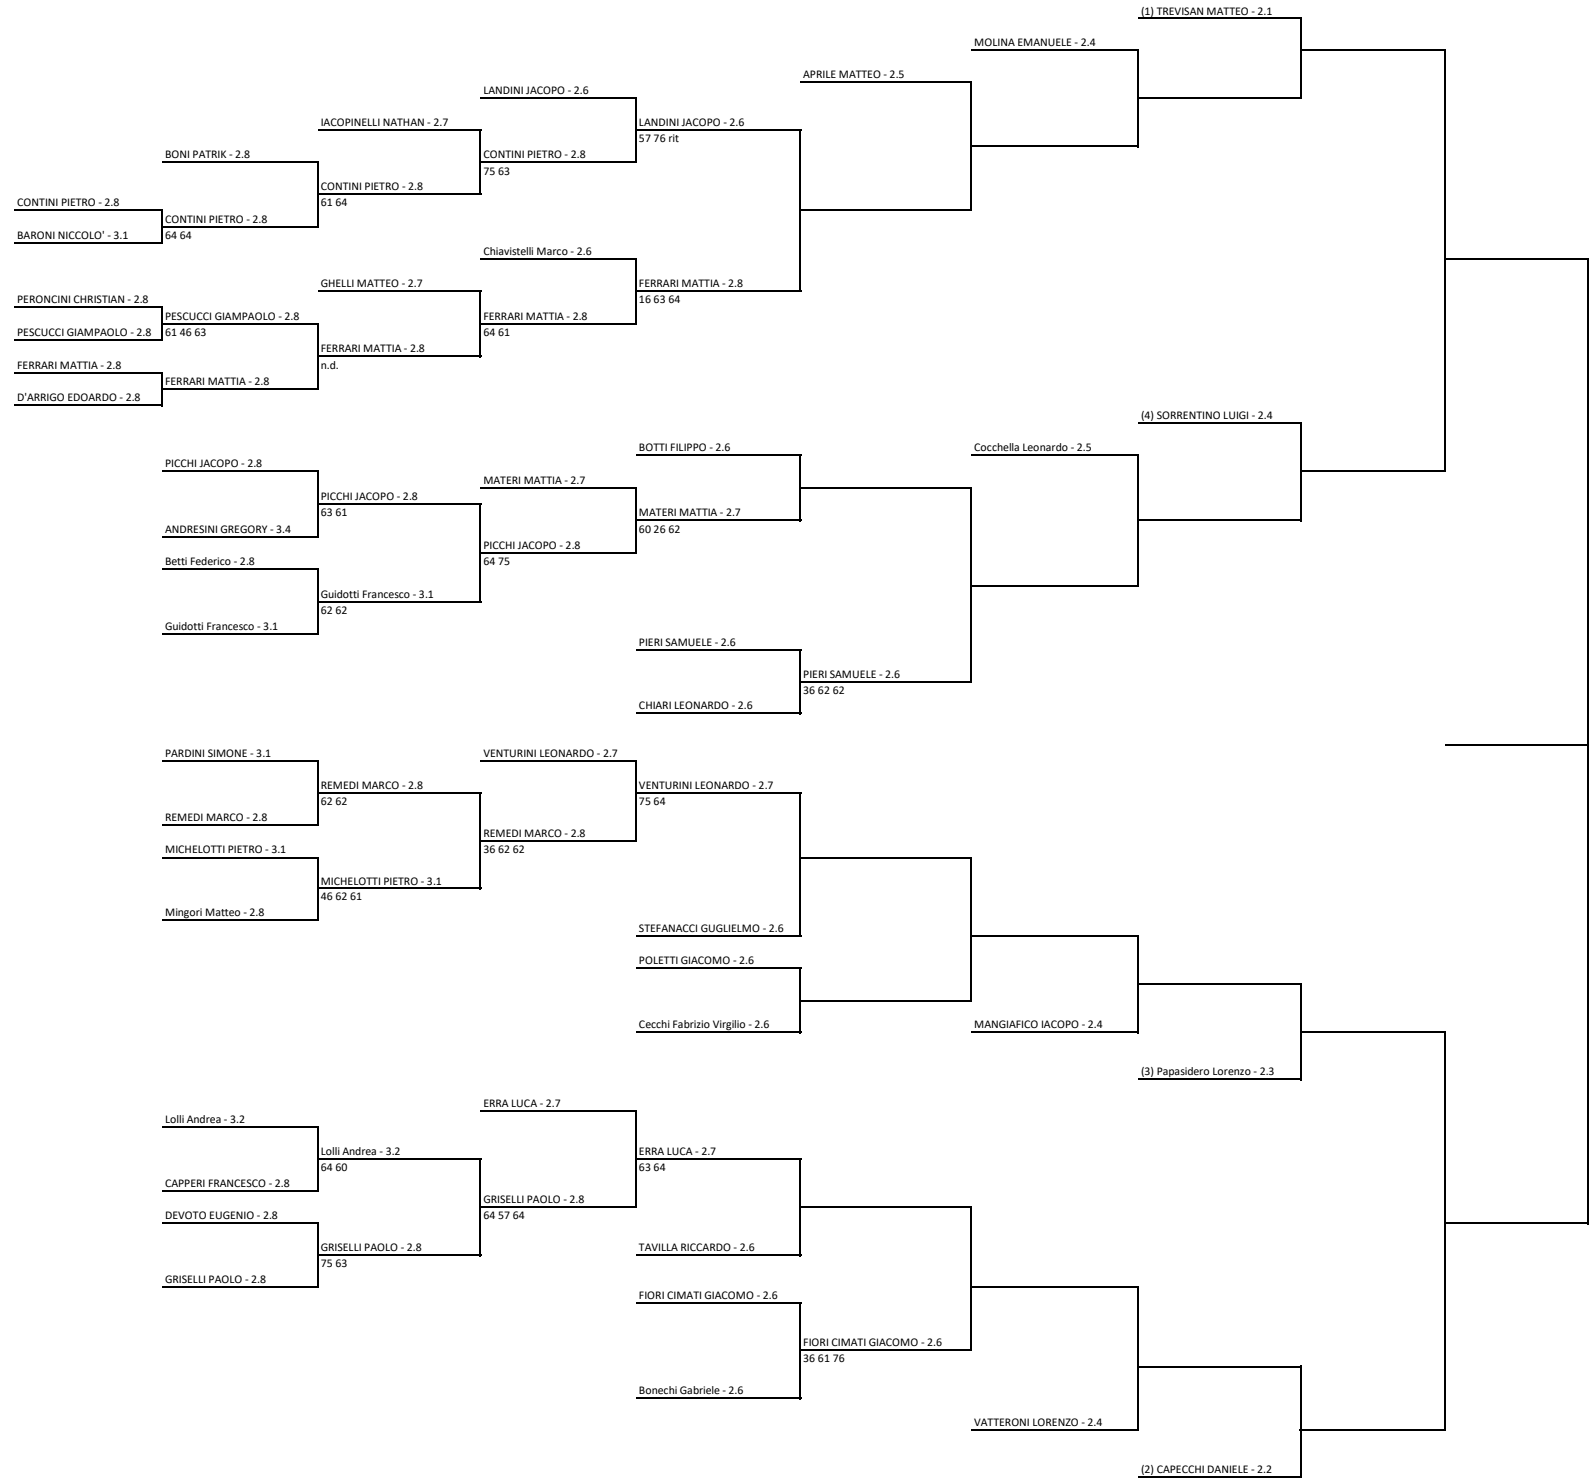 (1) TREVISAN MATTEO - 2.1
MOLINA EMANUELE - 2.4
APRILE MATTEO - 2.5
LANDINI JACOPO - 2.6
IACOPINELLI NATHAN - 2.7
LANDINI JACOPO - 2.6
57 76 rit
BONI PATRIK - 2.8
CONTINI PIETRO - 2.8
75 63
CONTINI PIETRO - 2.8
61 64
CONTINI PIETRO - 2.8
CONTINI PIETRO - 2.8
64 64
BARONI NICCOLO' - 3.1
Chiavistelli Marco - 2.6
GHELLI MATTEO - 2.7
FERRARI MATTIA - 2.8
16 63 64
PERONCINI CHRISTIAN - 2.8
PESCUCCI GIAMPAOLO - 2.8
61 46 63
FERRARI MATTIA - 2.8
64 61
PESCUCCI GIAMPAOLO - 2.8
FERRARI MATTIA - 2.8
n.d.
FERRARI MATTIA - 2.8
FERRARI MATTIA - 2.8
D'ARRIGO EDOARDO - 2.8
(4) SORRENTINO LUIGI - 2.4
BOTTI FILIPPO - 2.6
Cocchella Leonardo - 2.5
PICCHI JACOPO - 2.8
MATERI MATTIA - 2.7
PICCHI JACOPO - 2.8
63 61
MATERI MATTIA - 2.7
60 26 62
ANDRESINI GREGORY - 3.4
PICCHI JACOPO - 2.8
64 75
Betti Federico - 2.8
Guidotti Francesco - 3.1
62 62
Guidotti Francesco - 3.1
PIERI SAMUELE - 2.6
PIERI SAMUELE - 2.6
36 62 62
CHIARI LEONARDO - 2.6
PARDINI SIMONE - 3.1
VENTURINI LEONARDO - 2.7
REMEDI MARCO - 2.8
62 62
VENTURINI LEONARDO - 2.7
75 64
REMEDI MARCO - 2.8
REMEDI MARCO - 2.8
36 62 62
MICHELOTTI PIETRO - 3.1
MICHELOTTI PIETRO - 3.1
46 62 61
Mingori Matteo - 2.8
STEFANACCI GUGLIELMO - 2.6
POLETTI GIACOMO - 2.6
Cecchi Fabrizio Virgilio - 2.6
MANGIAFICO IACOPO - 2.4
(3) Papasidero Lorenzo - 2.3
ERRA LUCA - 2.7
Lolli Andrea - 3.2
Lolli Andrea - 3.2
64 60
ERRA LUCA - 2.7
63 64
CAPPERI FRANCESCO - 2.8
GRISELLI PAOLO - 2.8
64 57 64
DEVOTO EUGENIO - 2.8
GRISELLI PAOLO - 2.8
75 63
TAVILLA RICCARDO - 2.6
GRISELLI PAOLO - 2.8
FIORI CIMATI GIACOMO - 2.6
FIORI CIMATI GIACOMO - 2.6
36 61 76
Bonechi Gabriele - 2.6
VATTERONI LORENZO - 2.4
(2) CAPECCHI DANIELE - 2.2